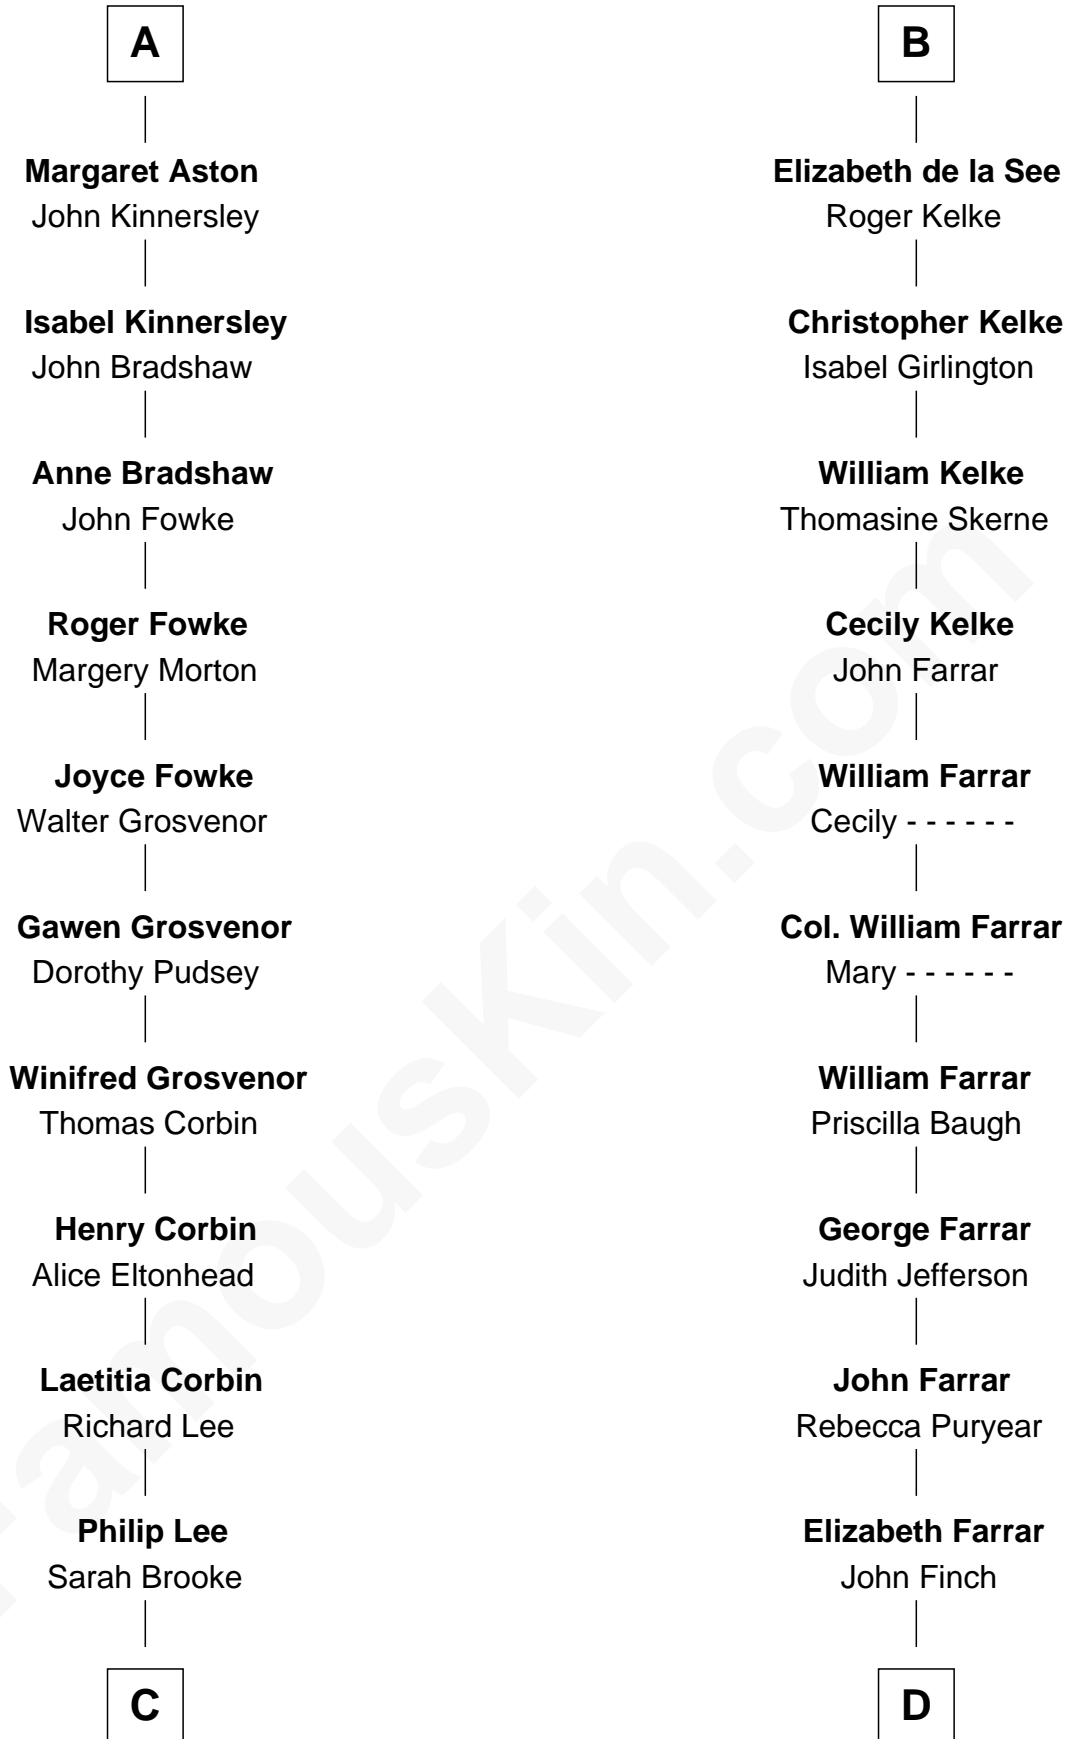 A
Margaret Aston
John Kinnersley
Isabel Kinnersley
John Bradshaw
Anne Bradshaw
John Fowke
Roger Fowke
Margery Morton
Joyce Fowke
Walter Grosvenor
Gawen Grosvenor
Dorothy Pudsey
Winifred Grosvenor
Thomas Corbin
Henry Corbin
Alice Eltonhead
Laetitia Corbin
Richard Lee
Philip Lee
Sarah Brooke
C
B
Elizabeth de la See
Roger Kelke
Christopher Kelke
Isabel Girlington
William Kelke
Thomasine Skerne
Cecily Kelke
John Farrar
William Farrar
Cecily - - - - - -
Col. William Farrar
Mary - - - - - -
William Farrar
Priscilla Baugh
George Farrar
Judith Jefferson
John Farrar
Rebecca Puryear
Elizabeth Farrar
John Finch
D
FamousKin.com